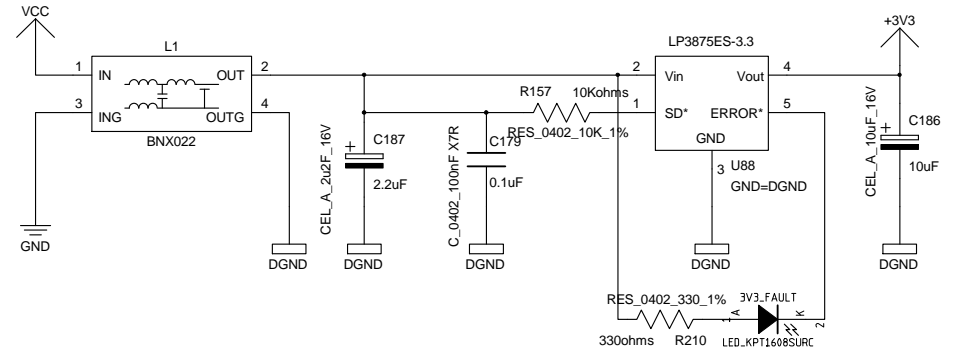 VCC
L1
1
IN
OUT
2
3
ING
OUTG
4
BNX022
GND
DGND
CEL_A_2u2F_16V
+
C187
2.2uF
DGND
C_0402_100nF X7R
C179
0.1uF
DGND
R157
10Kohms
RES_0402_10K_1%
LP3875ES-3.3
2
Vin
Vout
4
1
SD*
ERROR*
5
GND
3
U88
GND=DGND
DGND
+3V3
CEL_A_10uF_16V
+
C186
10uF
DGND
RES_0402_330_1%
330ohms
R210
3V3_FAULT
1
A
K
2
LED_KPT1608SURC